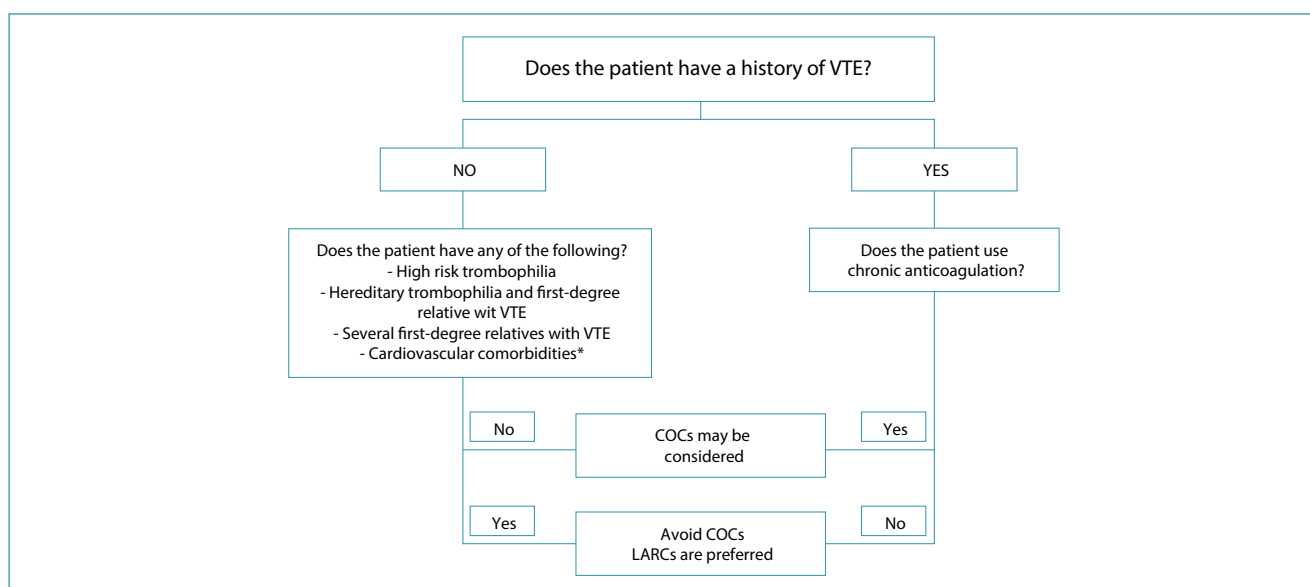 Does the patient have a history of VTE?
NO
YES
Does the patient have any of the following?
- High risk trombophilia
- Hereditary trombophilia and first-degree
relative wit VTE
- Several first-degree relatives with VTE
- Cardiovascular comorbidities*
Does the patient use
chronic anticoagulation?
No
COCs may be
considered
Yes
Yes
Avoid COCs
LARCs are preferred
No